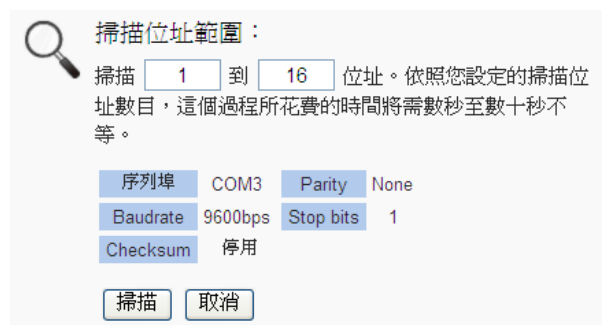 掃描位址範圍：
掃描 1 到 16 位址。依照您設定的掃描位
址數目，這個過程所花費的時間將需數秒至數十秒不
等。
序列埠 COM3 Parity None
Baudrate 9600bps Stop bits 1
Checksum 停用
掃描 取消